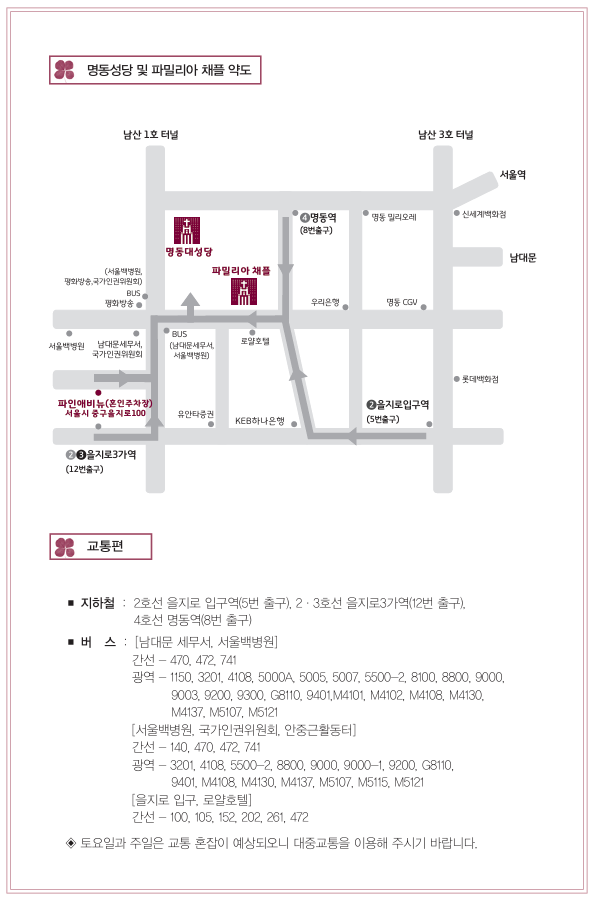 명동성당 및 파밀리아 채플 약도
남산 1호 터널
남산 3호 터널
서울역
4명동역
(8번출구)
명동 밀리오레
신세계백화점
명동대성당
남대문
파밀리아 채플
(서울백병원,
평화방송,국가인권위원회)
BUS
평화방송
우리은행
명동 CGV
서울백병원
남대문세무서,
국가인권위원회
BUS
(남대문세무서,
서울백병원)
로얄호텔
롯데백화점
파인애비뉴(혼인주차장)
서울시 중구을지로100
유안타증권
KEB하나은행
2을지로입구역
(5번출구)
23을지로3가역
(12번출구)
교통편
■ 지하철 : 2호선 을지로 입구역(5번 출구), 2 · 3호선 을지로3가역(12번 출구),
4호선 명동역(8번 출구)
■ 버 스 : [남대문 세무서, 서울백병원]
간선 - 470, 472, 741
광역 - 1150, 3201, 4108, 5000A, 5005, 5007, 5500-2, 8100, 8800, 9000,
9003, 9200, 9300, G8110, 9401,M4101, M4102, M4108, M4130,
M4137, M5107, M5121
[서울백병원, 국가인권위원회, 안중근활동터]
간선 - 140, 470, 472, 741
광역 - 3201, 4108, 5500-2, 8800, 9000, 9000-1, 9200, G8110,
9401, M4108, M4130, M4137, M5107, M5115, M5121
[을지로 입구, 로얄호텔]
간선 - 100, 105, 152, 202, 261, 472
◈ 토요일과 주일은 교통 혼잡이 예상되오니 대중교통을 이용해 주시기 바랍니다.